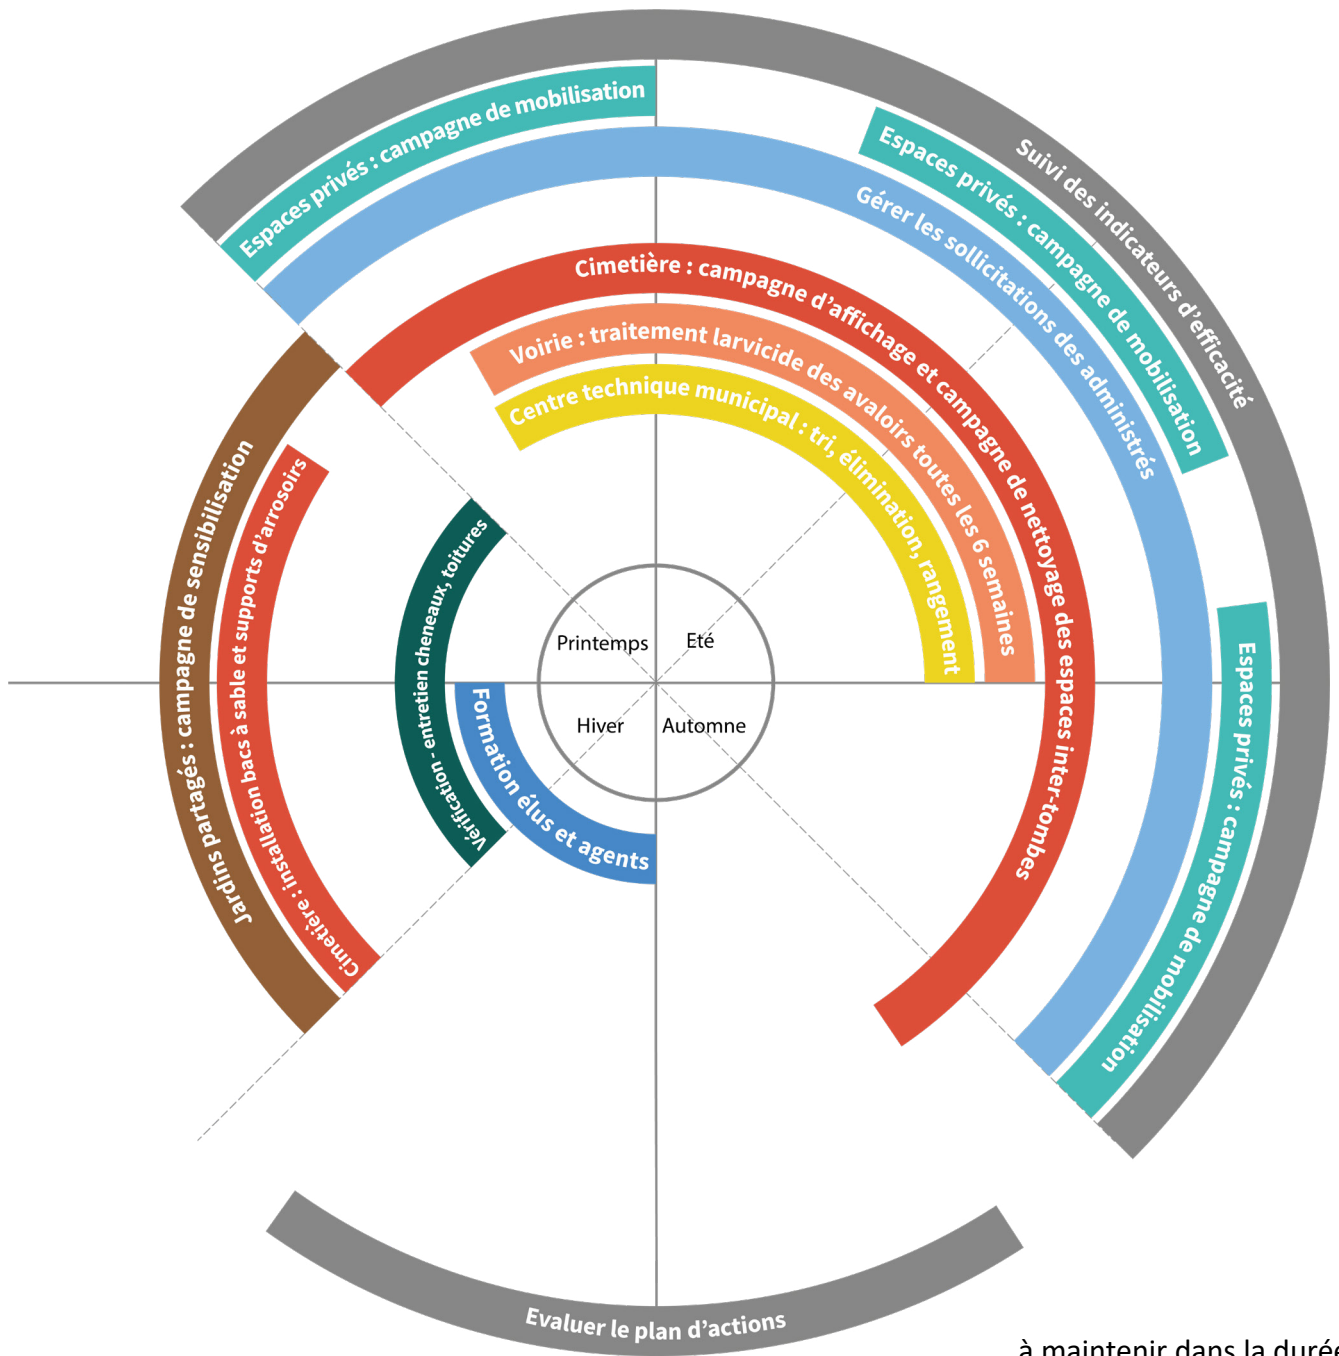 Espaces privés : campagne de mobilisation
Suivi des indicateurs d'efficacité
Espaces privés : campagne de mobilisation
Gérer les sollicitations des administrés
Cimetière : campagne d'affichage et campagne de nettoyage des espaces inter-tombes
Voirie : traitement larvicide des avaloirs toutes les 6 semaines
Centre technique municipal : tri, élimination, rangement
Jardins partagés : campagne de sensibilisation
Cimetière : installation bacs à sable et supports d'arrosoirs
Vérification - entretien cheneaux, toitures
Formation élus et agents
Printemps
Eté
Hiver
Automne
Espaces privés : campagne de mobilisation
Evaluer le plan d'actions
à maintenir dans la durée